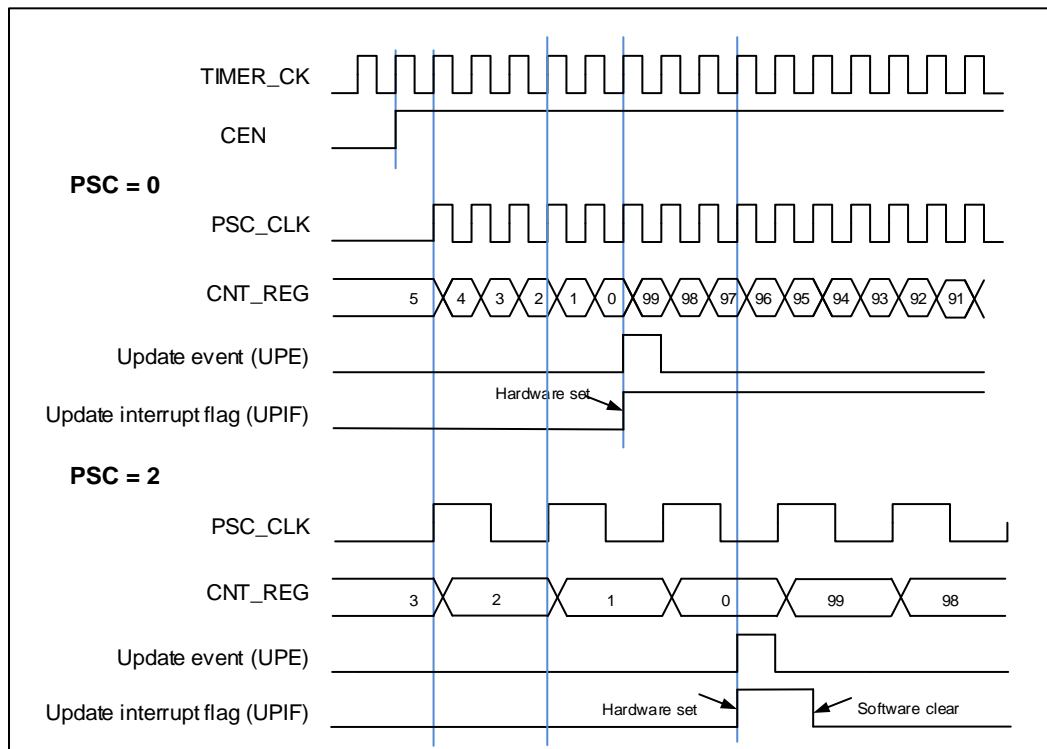 TIMER_CK
CEN
PSC = 0
PSC_CLK
CNT_REG 5 4 3 2 1 0 99 98 97 96 95 94 93 92 91
Update event (UPE)
Hardware set
Update interrupt flag (UPIF)
PSC = 2
PSC_CLK
CNT_REG 3 2 1 0 99 98
Update event (UPE)
Update interrupt flag (UPIF) Hardware set Software clear